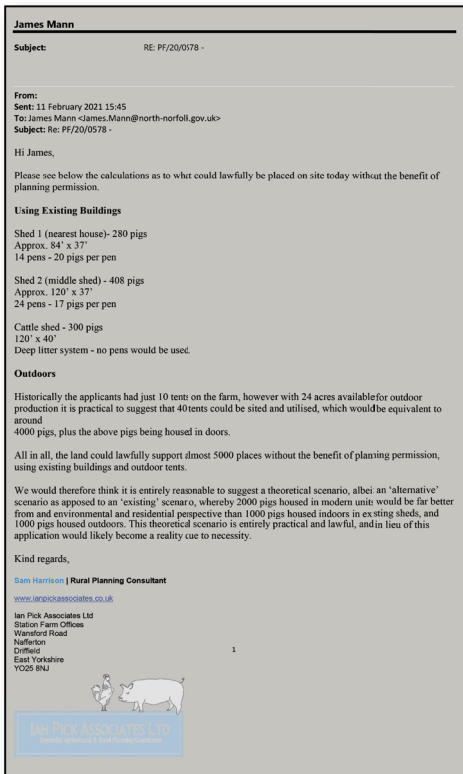 James Mann
Subject: RE: PF/20/0578 -
From:
Sent: 11 February 2021 15:45
To: James Mann <James.Mann@north-norfoll.gov.uk>
Subject: Re: PF/20/0578 -
Hi James,
Please see below the calculations as to what could lawfully be placed on site today without the benefit of
planning permission.
Using Existing Buildings
Shed 1 (nearest house)- 280 pigs
Approx. 84' x 37'
14 pens - 20 pigs per pen
Shed 2 (middle shed) - 408 pigs
Approx. 120' x 37'
24 pens - 17 pigs per pen
Cattle shed - 300 pigs
120' x 40'
Deep litter system - no pens would be used.
Outdoors
Historically the applicants had just 10 tents on the farm, however with 24 acres available for outdoor
production it is practical to suggest that 40 tents could be sited and utilised, which would be equivalent to
around
4000 pigs, plus the above pigs being housed in doors.
All in all, the land could lawfully support almost 5000 places without the benefit of planning permission,
using existing buildings and outdoor tents.
We would therefore think it is entirely reasonable to suggest a theoretical scenario, albeit an 'alternative'
scenario as apposed to an 'existing' scenario, whereby 2000 pigs housed in modern units would be far better
from and environmental and residential perspective than 1000 pigs housed indoors in existing sheds, and
1000 pigs housed outdoors. This theoretical scenario is entirely practical and lawful, and in lieu of this
application would likely become a reality due to necessity.
Kind regards,
Sam Harrison | Rural Planning Consultant
www.ianpickassociates.co.uk
Ian Pick Associates Ltd
Station Farm Offices
Wansford Road
Nafferton
Driffield
East Yorkshire
YO25 8NJ
1
IAN PICK ASSOCIATES LTD